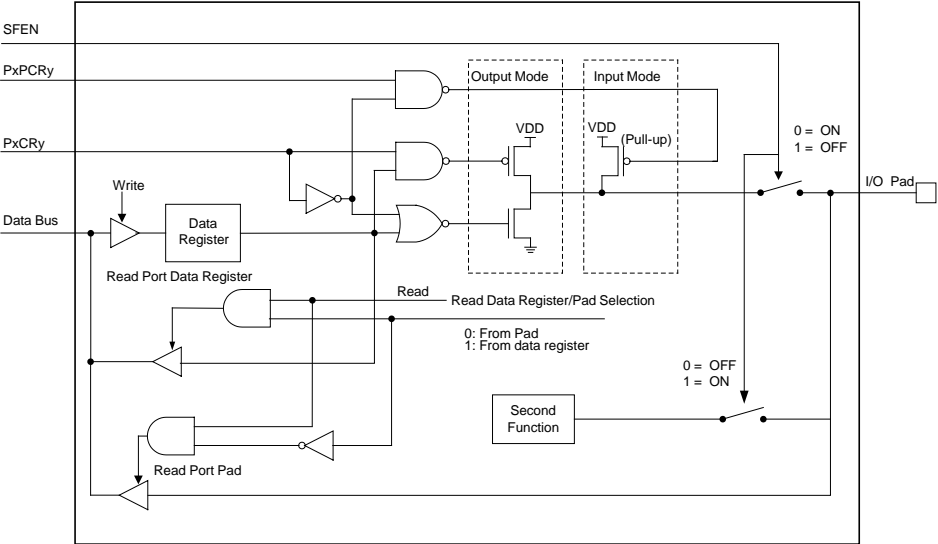 SFEN
PxPCRy
Output Mode
Input Mode
VDD
VDD
(Pull-up)
0 = ON
1 = OFF
PxCRy
I/O Pad
Write
Data Bus
Data
Register
Read Port Data Register
Read
Read Data Register/Pad Selection
0: From Pad
1: From data register
0 = OFF
1 = ON
Second
Function
Read Port Pad